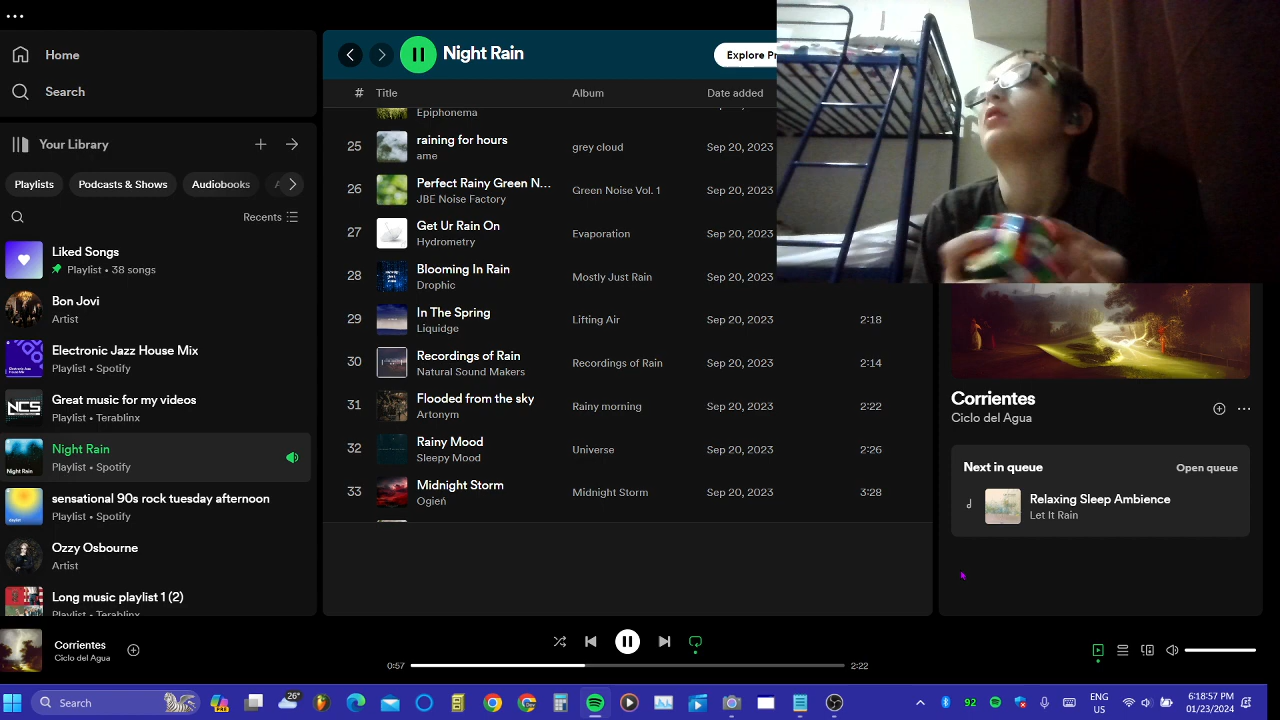 Home
Search
Your Library
Playlists
Podcasts & Shows
Audiobooks
Recents
Liked Songs
Playlist • 38 songs
Bon Jovi
Artist
Electronic Jazz House Mix
Playlist • Spotify
Great music for my videos
Playlist • Terablinx
Night Rain
Playlist • Spotify
sensational 90s rock tuesday afternoon
Playlist • Spotify
Ozzy Osbourne
Artist
Long music playlist 1 (2)
Playlist • Terablinx
Night Rain
Explore Pr
# Title Album Date added
Epiphonema
25 raining for hours grey cloud Sep 20, 2023
ame
26 Perfect Rainy Green N... Green Noise Vol. 1 Sep 20, 2023
JBE Noise Factory
27 Get Ur Rain On Evaporation Sep 20, 2023
Hydrometry
28 Blooming In Rain Mostly Just Rain Sep 20, 2023
Drophic
29 In The Spring Lifting Air Sep 20, 2023 2:18
Liquidge
30 Recordings of Rain Recordings of Rain Sep 20, 2023 2:14
Natural Sound Makers
31 Flooded from the sky Rainy morning Sep 20, 2023 2:22
Artonym
32 Rainy Mood Universe Sep 20, 2023 2:26
Sleepy Mood
33 Midnight Storm Midnight Storm Sep 20, 2023 3:28
Ogień
Corrientes
Ciclo del Agua
Next in queue Open queue
Relaxing Sleep Ambience
Let It Rain
Corrientes
Ciclo del Agua
0:57 2:22
Search
26°
92
ENG
US
6:18:57 PM
01/23/2024